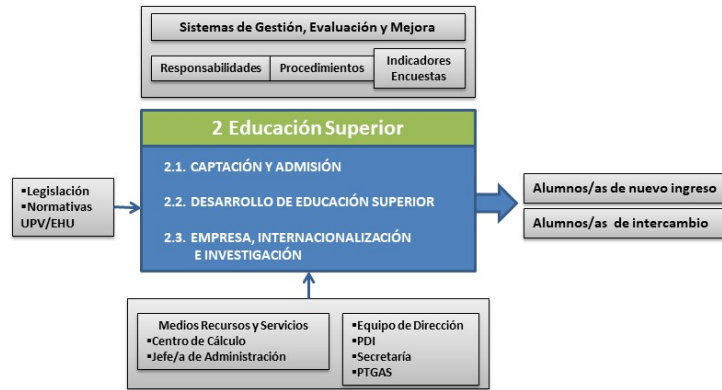 Sistemas de Gestión, Evaluación y Mejora
Responsabilidades
Procedimientos
Indicadores
Encuestas
2 Educación Superior
2.1. CAPTACIÓN Y ADMISIÓN
2.2. DESARROLLO DE EDUCACIÓN SUPERIOR
2.3. EMPRESA, INTERNACIONALIZACIÓN
E INVESTIGACIÓN
▪Legislación
▪Normativas
UPV/EHU
Alumnos/as de nuevo ingreso
Alumnos/as de intercambio
Medios Recursos y Servicios
▪Centro de Cálculo
▪Jefe/a de Administración
▪Equipo de Dirección
▪PDI
▪Secretaría
▪PTGAS